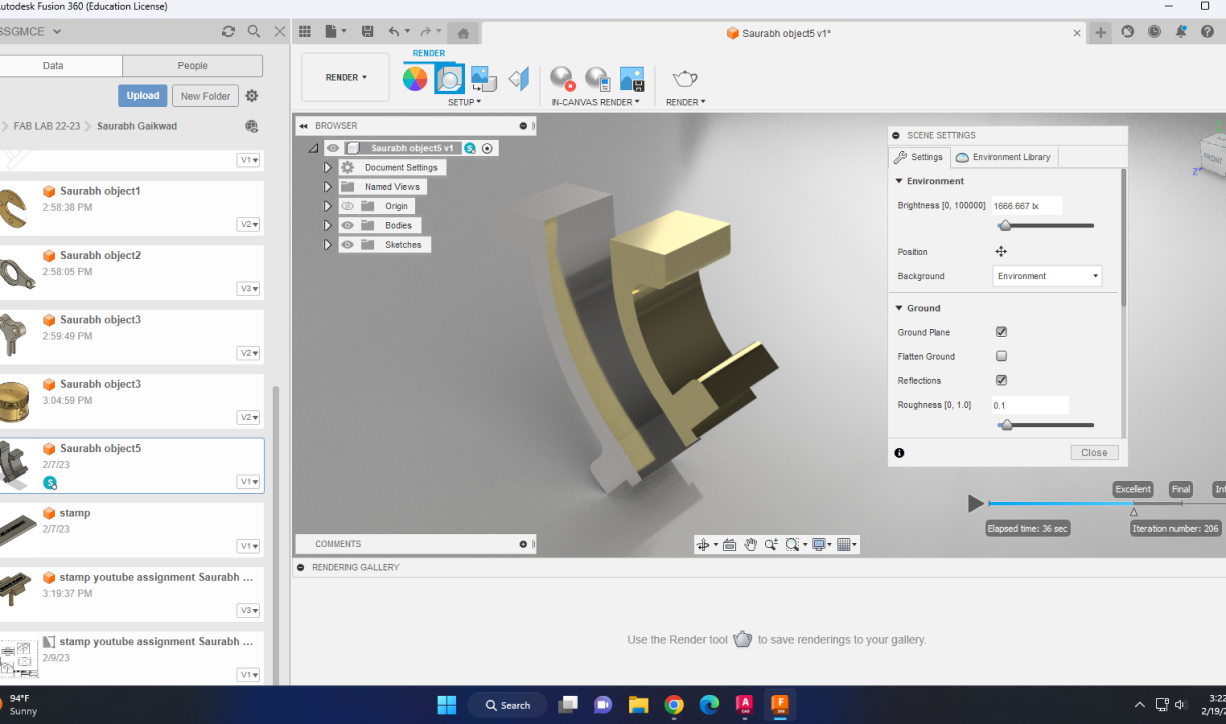 Autodesk Fusion 360 (Education License)
SSGMCE
Data People
Upload New Folder
FAB LAB 22-23 Saurabh Gaikwad
V1
Saurabh object1
2:58:38 PM
V2
Saurabh object2
2:58:05 PM
V3
Saurabh object3
2:59:49 PM
V2
Saurabh object3
3:04:59 PM
V2
Saurabh object5
2/7/23
S
V1
stamp
2/7/23
V1
stamp youtube assignment Saurabh ...
3:19:37 PM
V3
stamp youtube assignment Saurabh ...
2/9/23
V1
Saurabh object5 v1*
RENDER
RENDER
SETUP
IN-CANVAS RENDER
RENDER
BROWSER
Saurabh object5 v1
S
Document Settings
Named Views
Origin
Bodies
Sketches
SCENE SETTINGS
Settings Environment Library
Environment
Brightness [0, 100000] 1666.667 lx
Position
Background Environment
Ground
Ground Plane
Flatten Ground
Reflections
Roughness [0, 1.0] 0.1
Close
FRONT
Z
Excellent Final
Elapsed time: 36 sec Iteration number: 206
COMMENTS
RENDERING GALLERY
Use the Render tool to save renderings to your gallery.
94°F
Sunny
Search
3:22
2/19/2